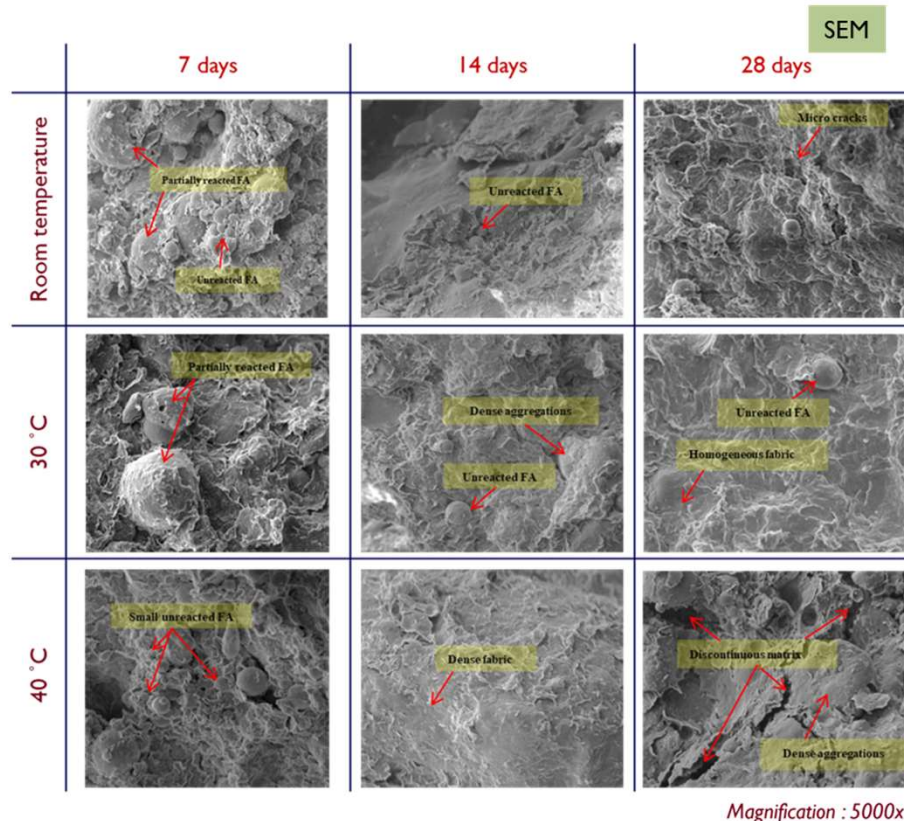 SEM
7 days
14 days
28 days
Room temperature
Partially reacted FA
Unreacted FA
Unreacted FA
Micro cracks
30 °C
Partially reacted FA
Dense aggregations
Unreacted FA
Unreacted FA
Homogeneous fabric
40 °C
Small unreacted FA
Dense fabric
Discontinuous matrix
Dense aggregations
Magnification : 5000x